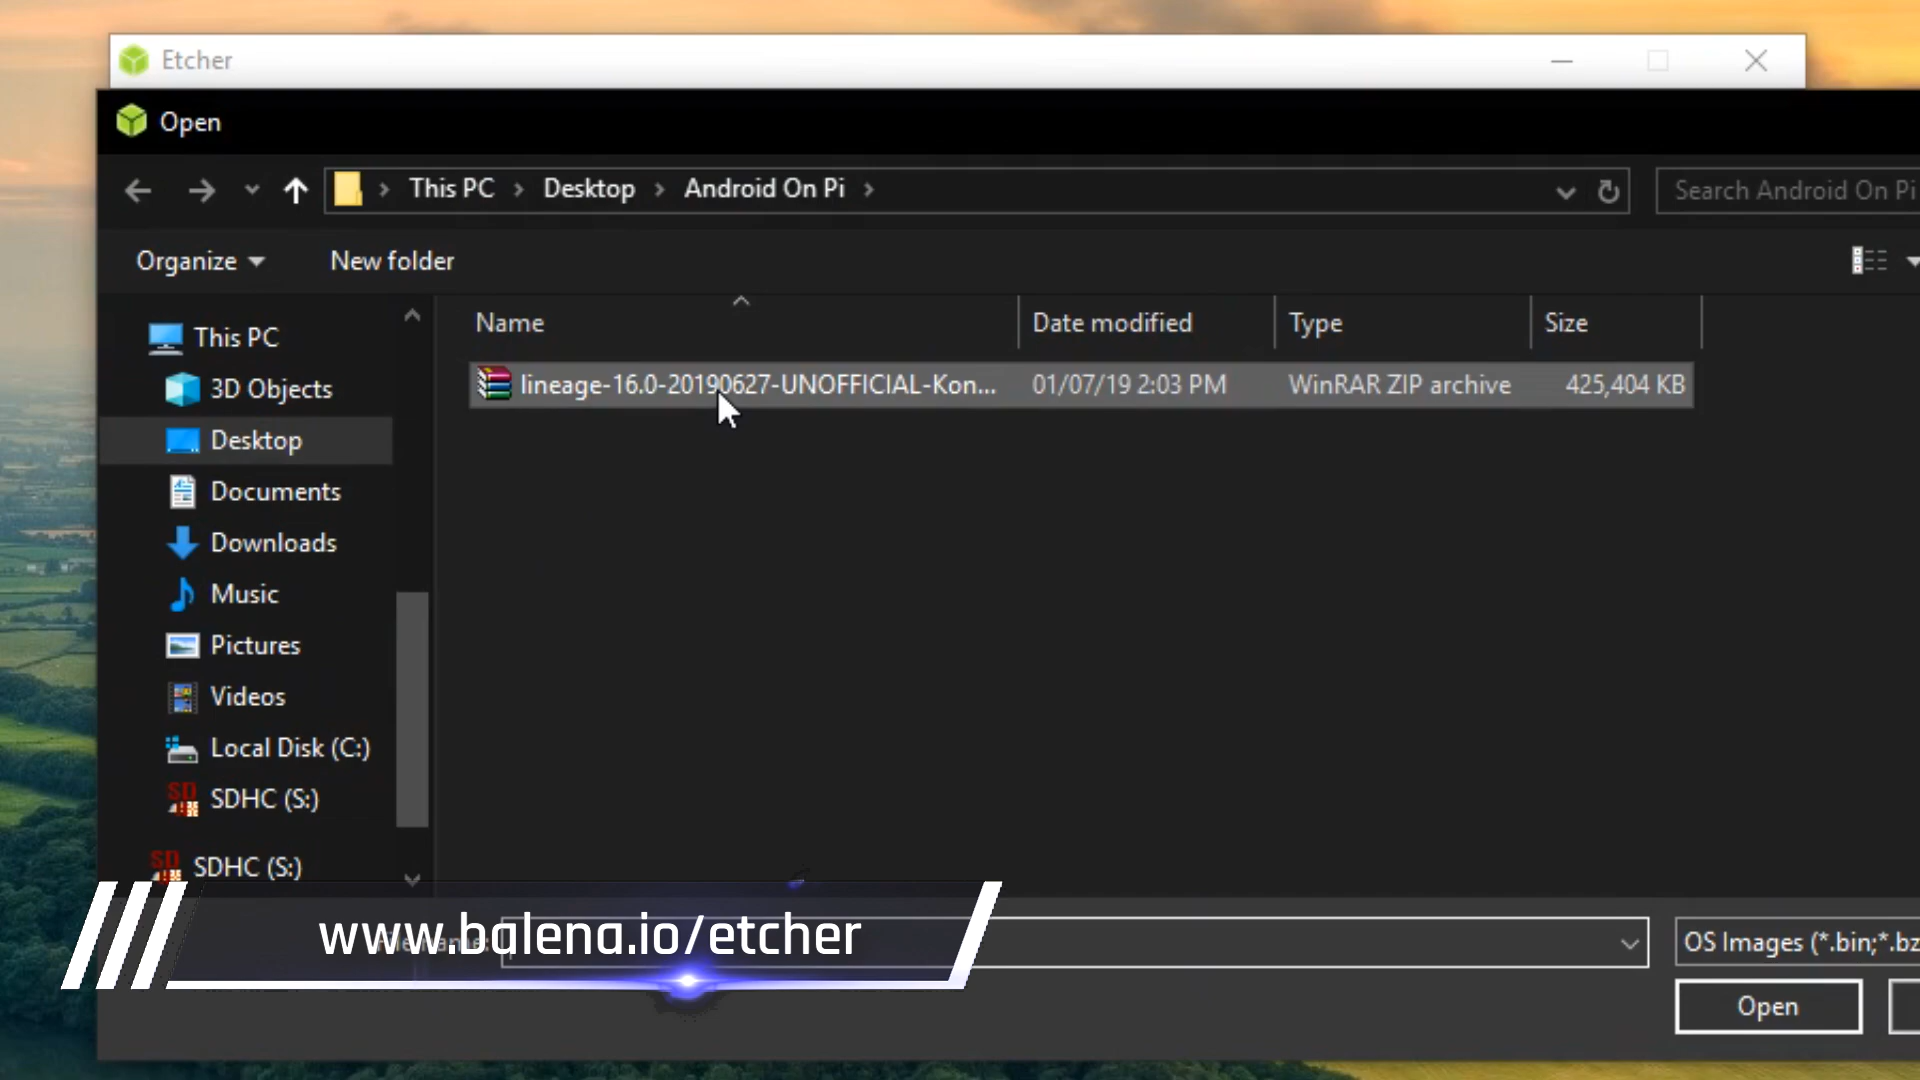 Etcher
Open
This PC > Desktop > Android On Pi >
Search Android On Pi
Organize
New folder
Name
Date modified
Type
Size
lineage-16.0-20190627-UNOFFICIAL-Kon...
01/07/19 2:03 PM
WinRAR ZIP archive
425,404 KB
This PC
3D Objects
Desktop
Documents
Downloads
Music
Pictures
Videos
Local Disk (C:)
SDHC (S:)
SDHC (S:)
www.balena.io/etcher
File name:
OS Images (*.bin;*.bz
Open